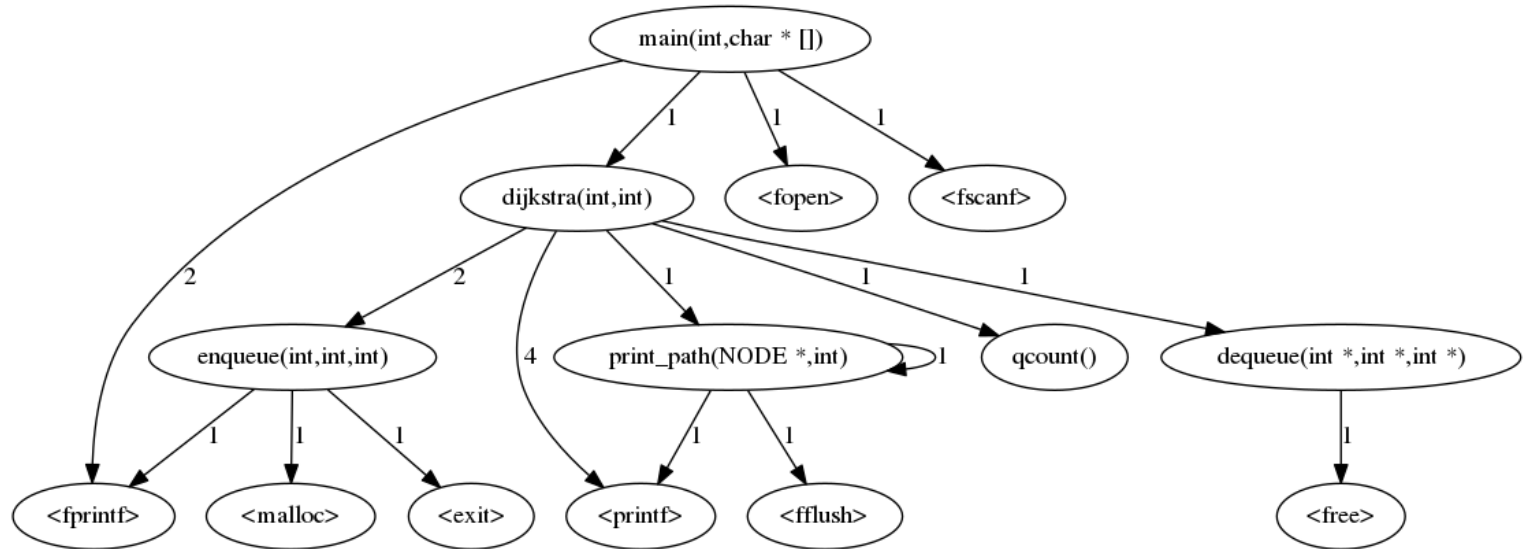 main(int,char * [])
1
1
1
dijkstra(int,int)
<fopen>
<fscanf>
2
2
1
1
1
enqueue(int,int,int)
4
print_path(NODE *,int)
1
qcount()
dequeue(int *,int *,int *)
1
1
1
1
1
1
<fprintf>
<malloc>
<exit>
<printf>
<fflush>
<free>